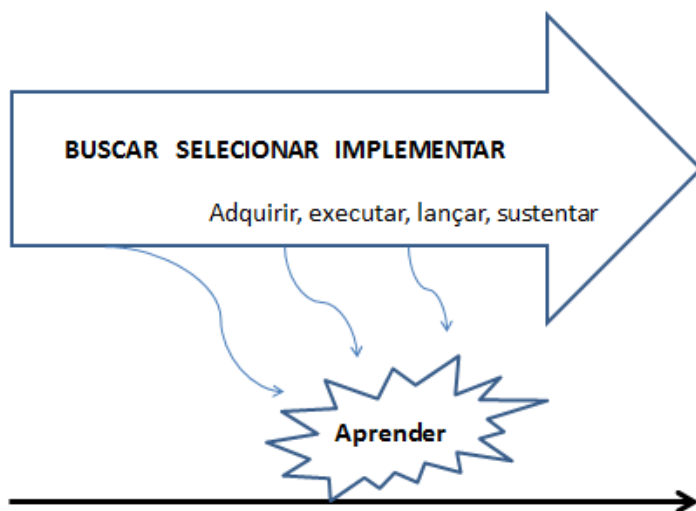 BUSCAR SELECIONAR IMPLEMENTAR
Adquirir, executar, lançar, sustentar
Aprender